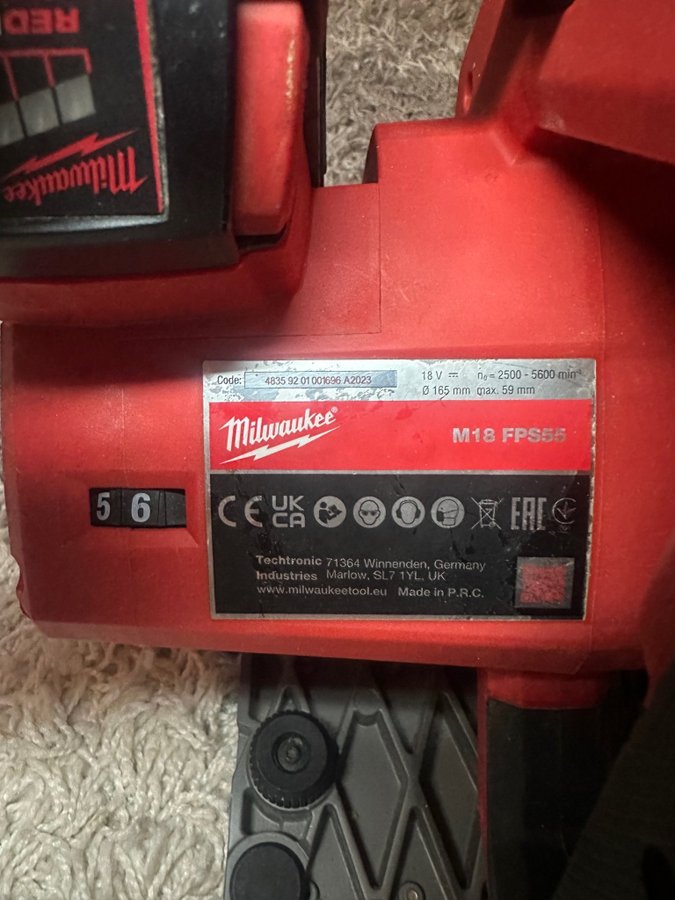 RED
Milwaukee
Code: 4835 92 01 001696 A2023
18 V ⎓ n₀ = 2500 - 5600 min⁻¹
Ø 165 mm max. 59 mm
Milwaukee®
M18 FPS55
5 6
CE UK CA EAC
Techtronic 71364 Winnenden, Germany
Industries Marlow, SL7 1YL, UK
www.milwaukeetool.eu Made in P.R.C.